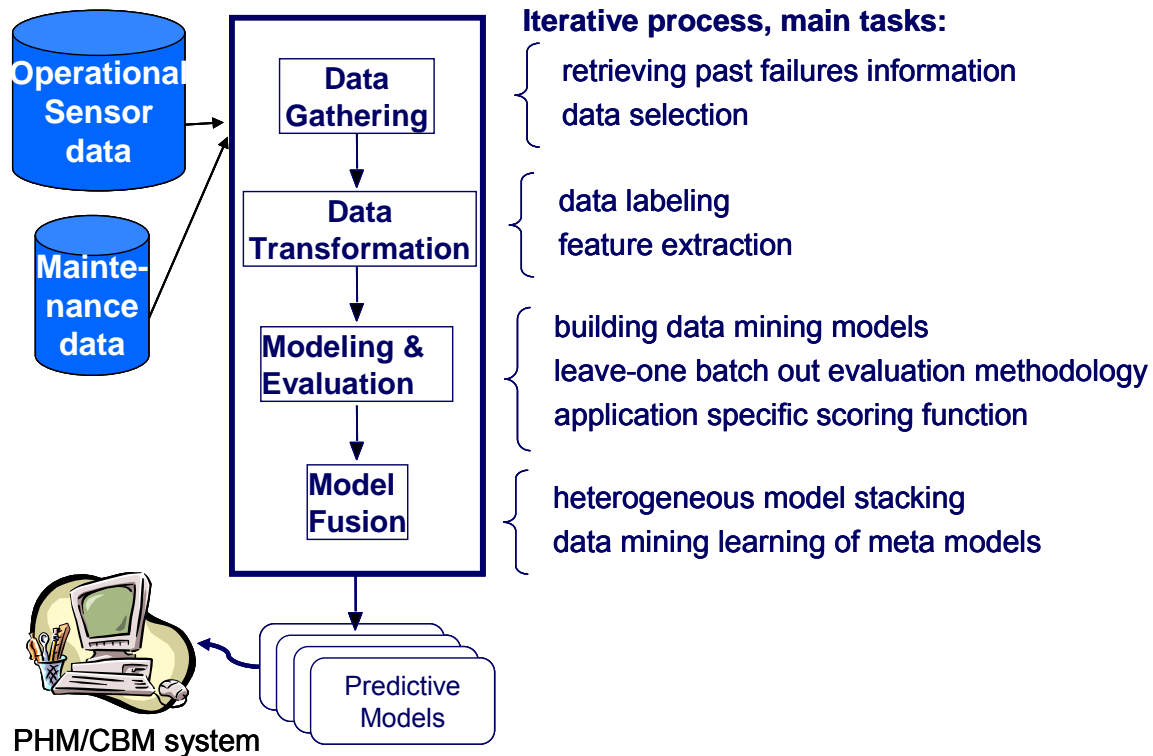 Operational
Sensor
data
Mainte-
nance
data
Data
Gathering
Data
Transformation
Modeling &
Evaluation
Model
Fusion
Iterative process, main tasks:
retrieving past failures information
data selection
data labeling
feature extraction
building data mining models
leave-one batch out evaluation methodology
application specific scoring function
heterogeneous model stacking
data mining learning of meta models
Predictive
Models
PHM/CBM system